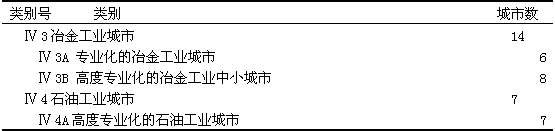 类别号 类别 城市数
Ⅳ3冶金工业城市 14
Ⅳ3A 专业化的冶金工业城市 6
Ⅳ3B 高度专业化的冶金工业中小城市 8
Ⅳ4石油工业城市 7
Ⅳ4A高度专业化的石油工业城市 7